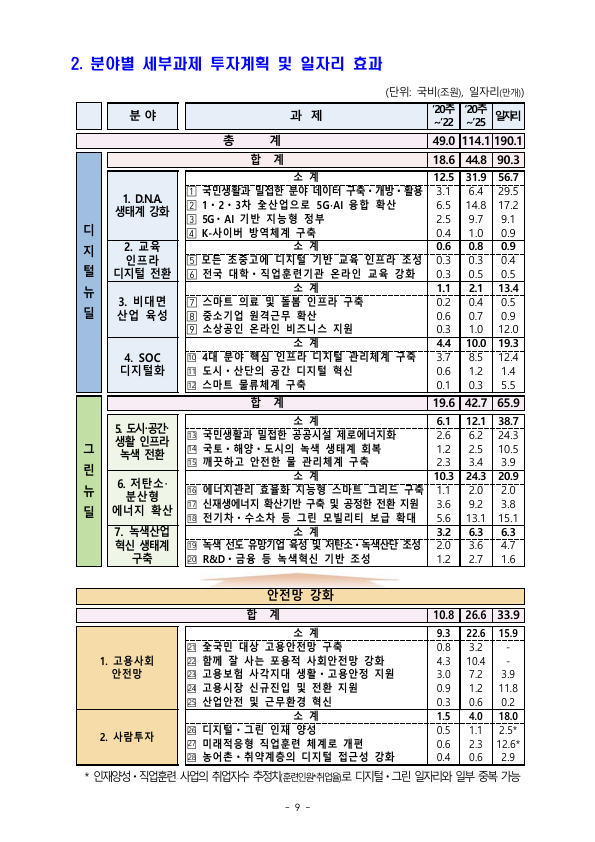 2. 분야별 세부과제 투자계획 및 일자리 효과
(단위: 국비(조원), 일자리(만개))
분 야 과 제 '20추~'22 '20추~'25 일자리
총 계 49.0 114.1 190.1
디지털뉴딜
합 계 18.6 44.8 90.3
1. D.N.A. 생태계 강화
소 계 12.5 31.9 56.7
1 국민생활과 밀접한 분야 데이터 구축·개방·활용 3.1 6.4 29.5
2 1·2·3차 全산업으로 5G·AI 융합 확산 6.5 14.8 17.2
3 5G·AI 기반 지능형 정부 2.5 9.7 9.1
4 K-사이버 방역체계 구축 0.4 1.0 0.9
2. 교육 인프라 디지털 전환
소 계 0.6 0.8 0.9
5 모든 초중고에 디지털 기반 교육 인프라 조성 0.3 0.3 0.4
6 전국 대학·직업훈련기관 온라인 교육 강화 0.3 0.5 0.5
3. 비대면 산업 육성
소 계 1.1 2.1 13.4
7 스마트 의료 및 돌봄 인프라 구축 0.2 0.4 0.5
8 중소기업 원격근무 확산 0.6 0.7 0.9
9 소상공인 온라인 비즈니스 지원 0.3 1.0 12.0
4. SOC 디지털화
소 계 4.4 10.0 19.3
10 4대 분야 핵심 인프라 디지털 관리체계 구축 3.7 8.5 12.4
11 도시·산단의 공간 디지털 혁신 0.6 1.2 1.4
12 스마트 물류체계 구축 0.1 0.3 5.5
그린뉴딜
합 계 19.6 42.7 65.9
5. 도시·공간·생활 인프라 녹색 전환
소 계 6.1 12.1 38.7
13 국민생활과 밀접한 공공시설 제로에너지화 2.6 6.2 24.3
14 국토·해양·도시의 녹색 생태계 회복 1.2 2.5 10.5
15 깨끗하고 안전한 물 관리체계 구축 2.3 3.4 3.9
6. 저탄소·분산형 에너지 확산
소 계 10.3 24.3 20.9
16 에너지관리 효율화 지능형 스마트 그리드 구축 1.1 2.0 2.0
17 신재생에너지 확산기반 구축 및 공정한 전환 지원 3.6 9.2 3.8
18 전기차·수소차 등 그린 모빌리티 보급 확대 5.6 13.1 15.1
7. 녹색산업 혁신 생태계 구축
소 계 3.2 6.3 6.3
19 녹색 선도 유망기업 육성 및 저탄소·녹색산단 조성 2.0 3.6 4.7
20 R&D·금융 등 녹색혁신 기반 조성 1.2 2.7 1.6
안전망 강화
합 계 10.8 26.6 33.9
1. 고용사회 안전망
소 계 9.3 22.6 15.9
21 全국민 대상 고용안전망 구축 0.8 3.2 -
22 함께 잘 사는 포용적 사회안전망 강화 4.3 10.4 -
23 고용보험 사각지대 생활·고용안정 지원 3.0 7.2 3.9
24 고용시장 신규진입 및 전환 지원 0.9 1.2 11.8
25 산업안전 및 근무환경 혁신 0.3 0.6 0.2
2. 사람투자
소 계 1.5 4.0 18.0
26 디지털·그린 인재 양성 0.5 1.1 2.5*
27 미래적응형 직업훈련 체계로 개편 0.6 2.3 12.6*
28 농어촌·취약계층의 디지털 접근성 강화 0.4 0.6 2.9
* 인재양성·직업훈련 사업의 취업자수 추정치(훈련인원*취업율)로 디지털·그린 일자리와 일부 중복 가능
- 9 -